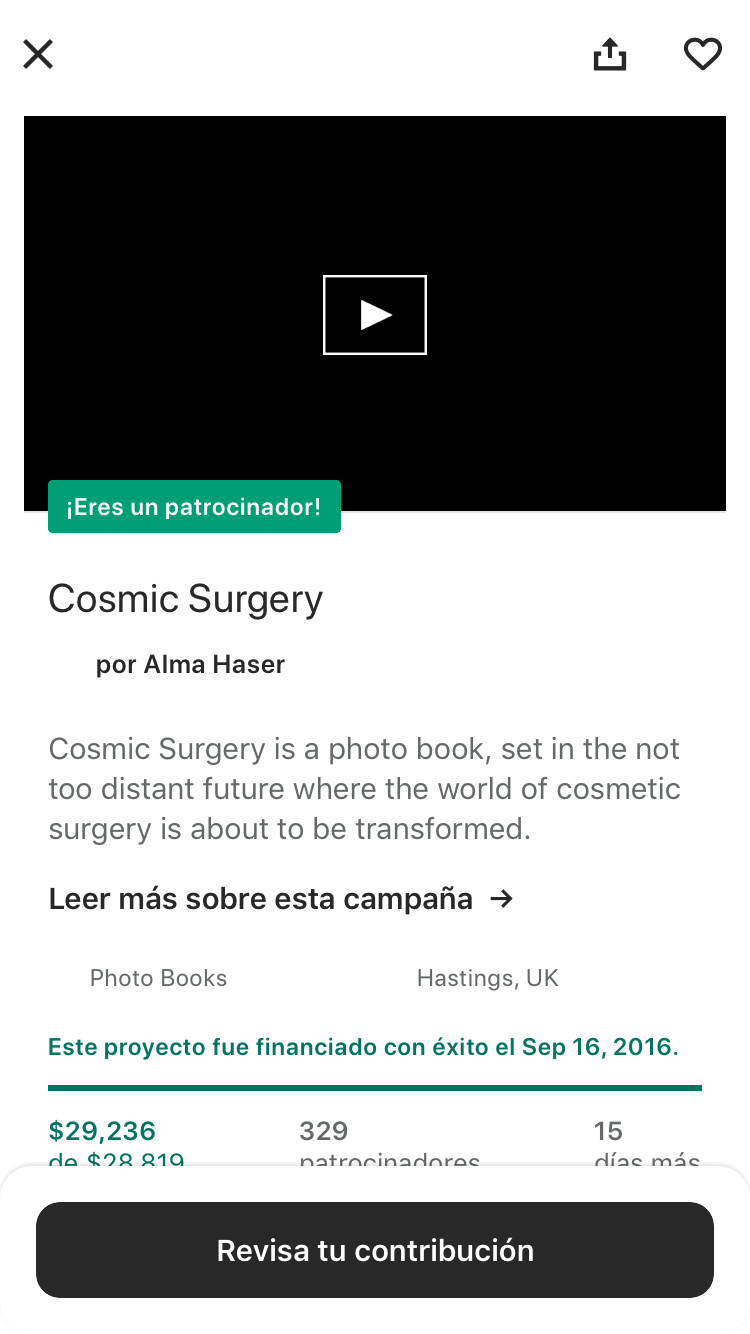 ¡Eres un patrocinador!
Cosmic Surgery
por Alma Haser
Cosmic Surgery is a photo book, set in the not
too distant future where the world of cosmetic
surgery is about to be transformed.
Leer más sobre esta campaña →
Photo Books
Hastings, UK
Este proyecto fue financiado con éxito el Sep 16, 2016.
$29,236
de $28,819
329
patrocinadores
15
días más
Revisa tu contribución